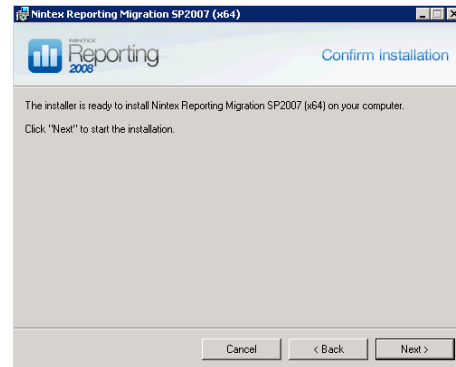 Nintex Reporting Migration SP2007 (x64)
NINTEX
Reporting
2008
Confirm installation
The installer is ready to install Nintex Reporting Migration SP2007 (x64) on your computer.
Click "Next" to start the installation.
Cancel
< Back
Next >